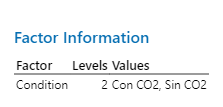 Factor Information
Factor Levels Values
Condition 2 Con CO2, Sin CO2